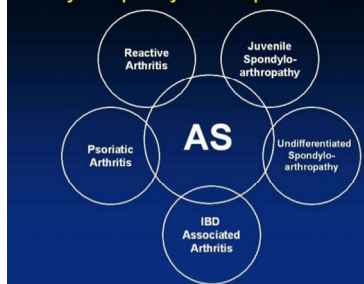 Reactive
Arthritis
Juvenile
Spondylo-
arthropathy
Psoriatic
Arthritis
AS
Undifferentiated
Spondylo-
arthropathy
IBD
Associated
Arthritis